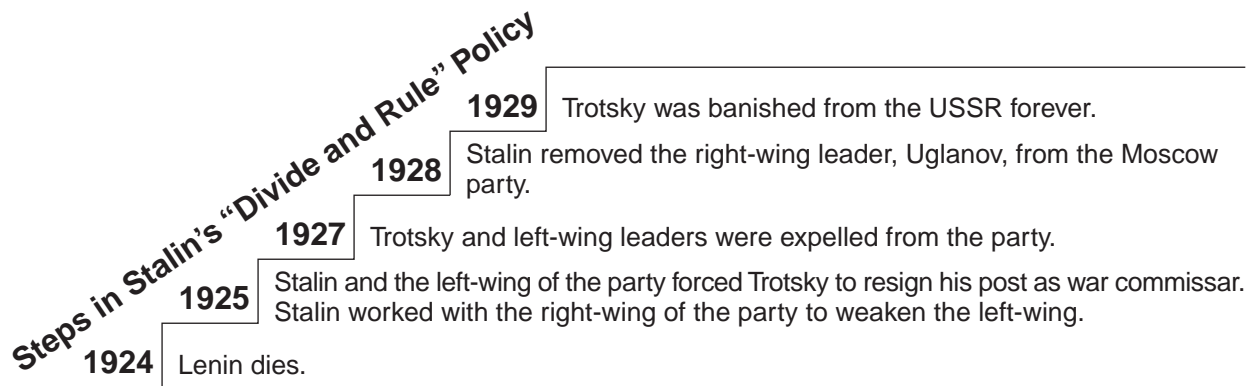 Steps in Stalin's “Divide and Rule” Policy
1929 Trotsky was banished from the USSR forever.
1928 Stalin removed the right-wing leader, Uglanov, from the Moscow
party.
1927 Trotsky and left-wing leaders were expelled from the party.
1925 Stalin and the left-wing of the party forced Trotsky to resign his post as war commissar.
Stalin worked with the right-wing of the party to weaken the left-wing.
1924 Lenin dies.